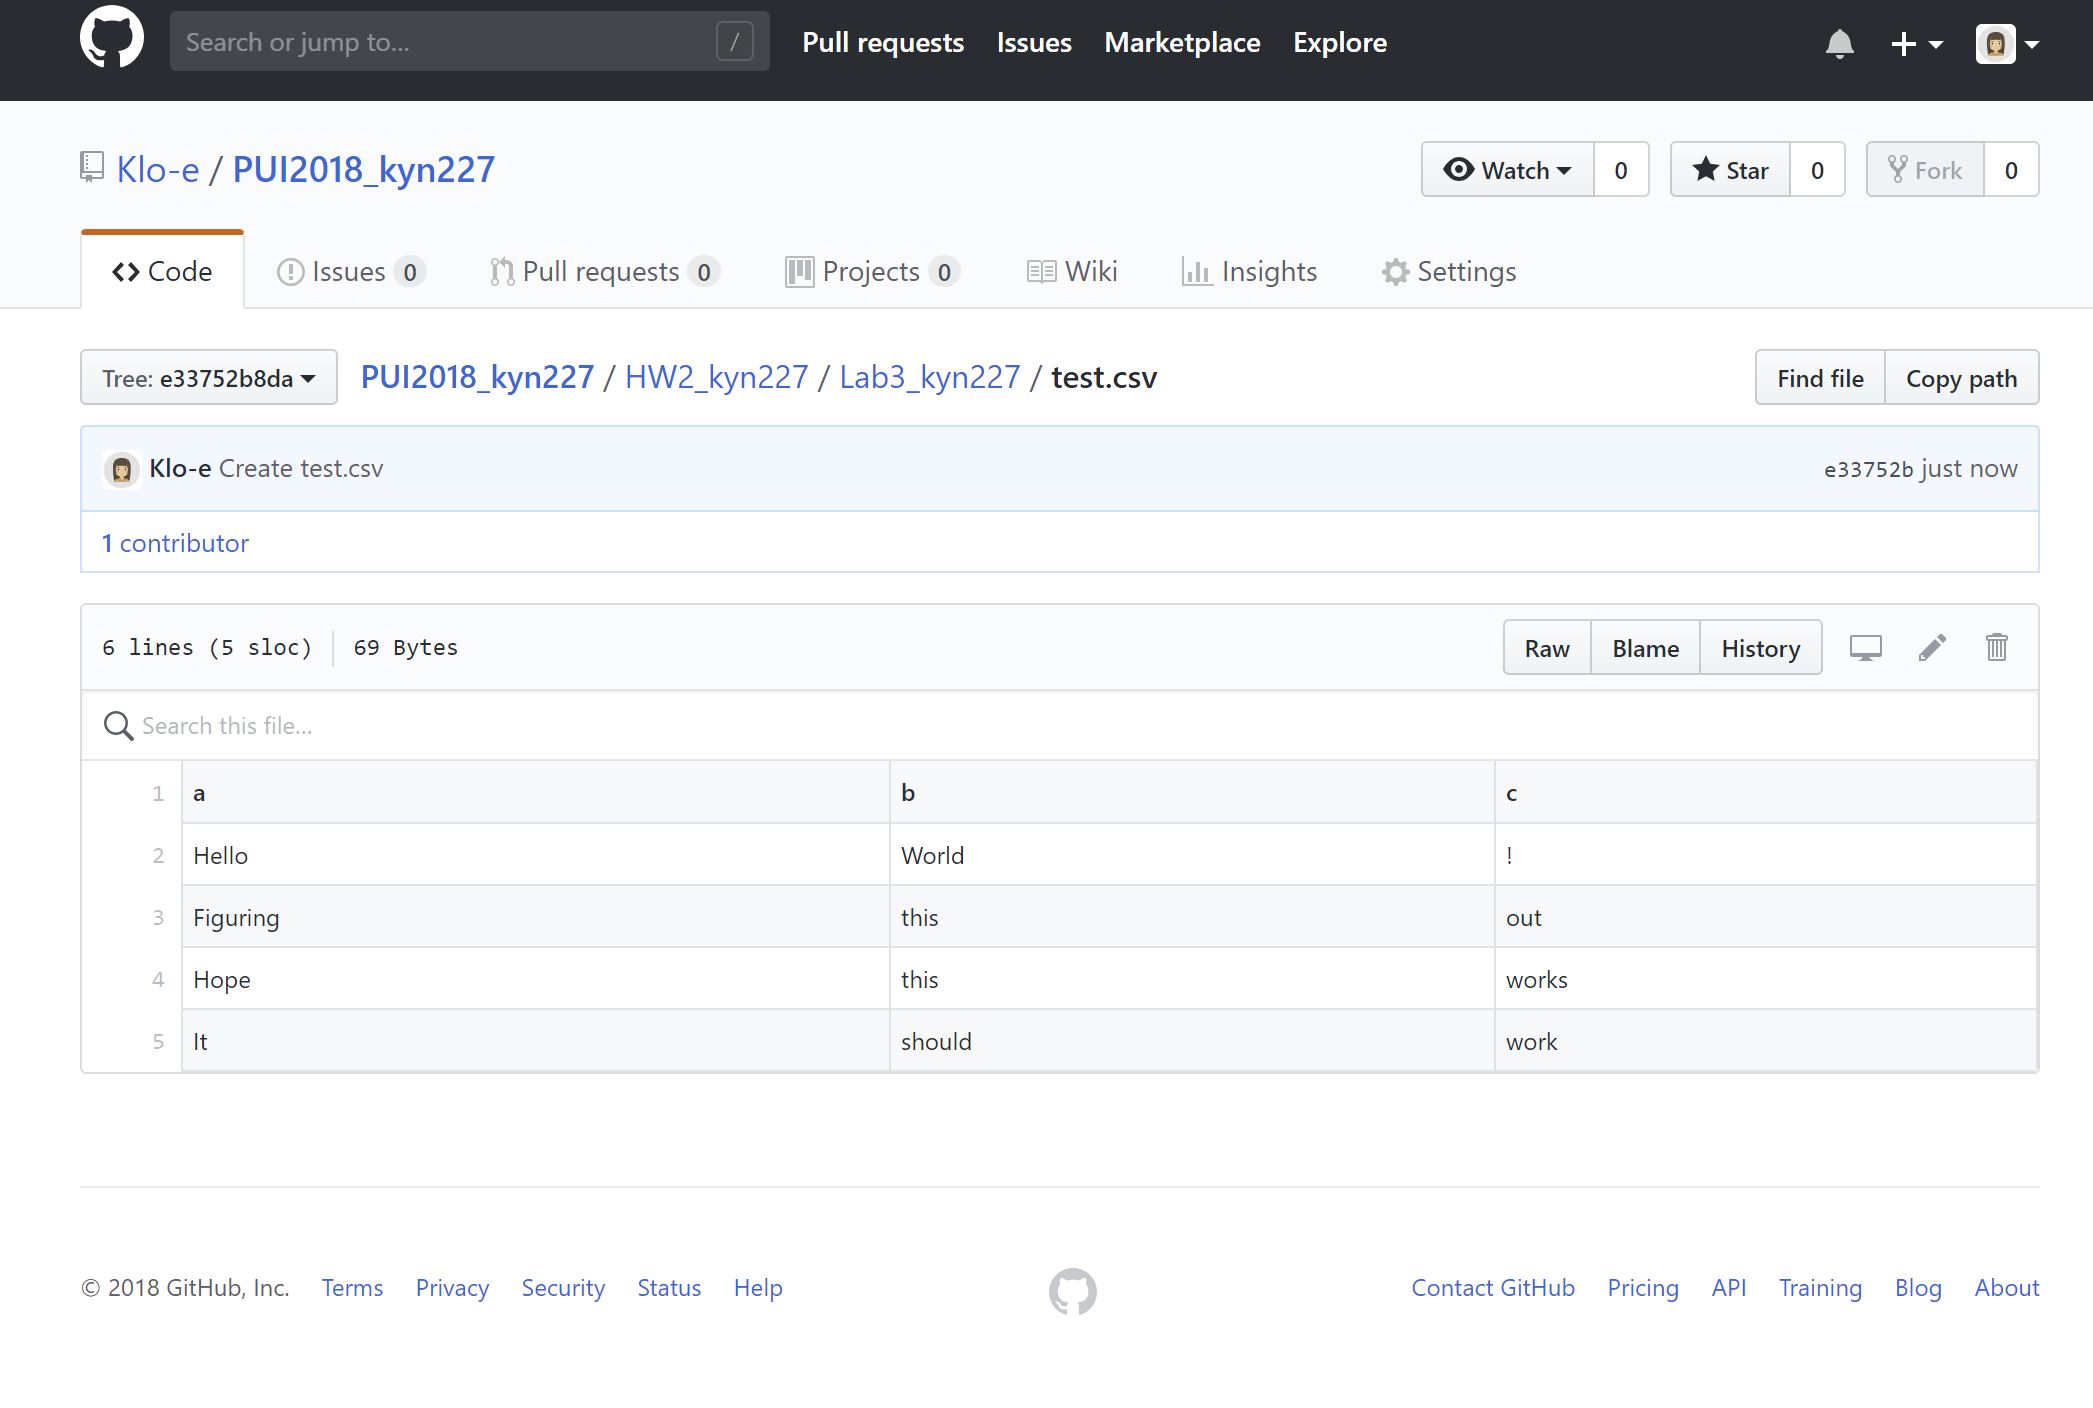 Search or jump to... / Pull requests Issues Marketplace Explore
Klo-e / PUI2018_kyn227 Watch 0 Star 0 Fork 0
Code Issues 0 Pull requests 0 Projects 0 Wiki Insights Settings
Tree: e33752b8da PUI2018_kyn227 / HW2_kyn227 / Lab3_kyn227 / test.csv Find file Copy path
Klo-e Create test.csv e33752b just now
1 contributor
6 lines (5 sloc) 69 Bytes Raw Blame History
Search this file...
1 a b c
2 Hello World !
3 Figuring this out
4 Hope this works
5 It should work
© 2018 GitHub, Inc. Terms Privacy Security Status Help Contact GitHub Pricing API Training Blog About